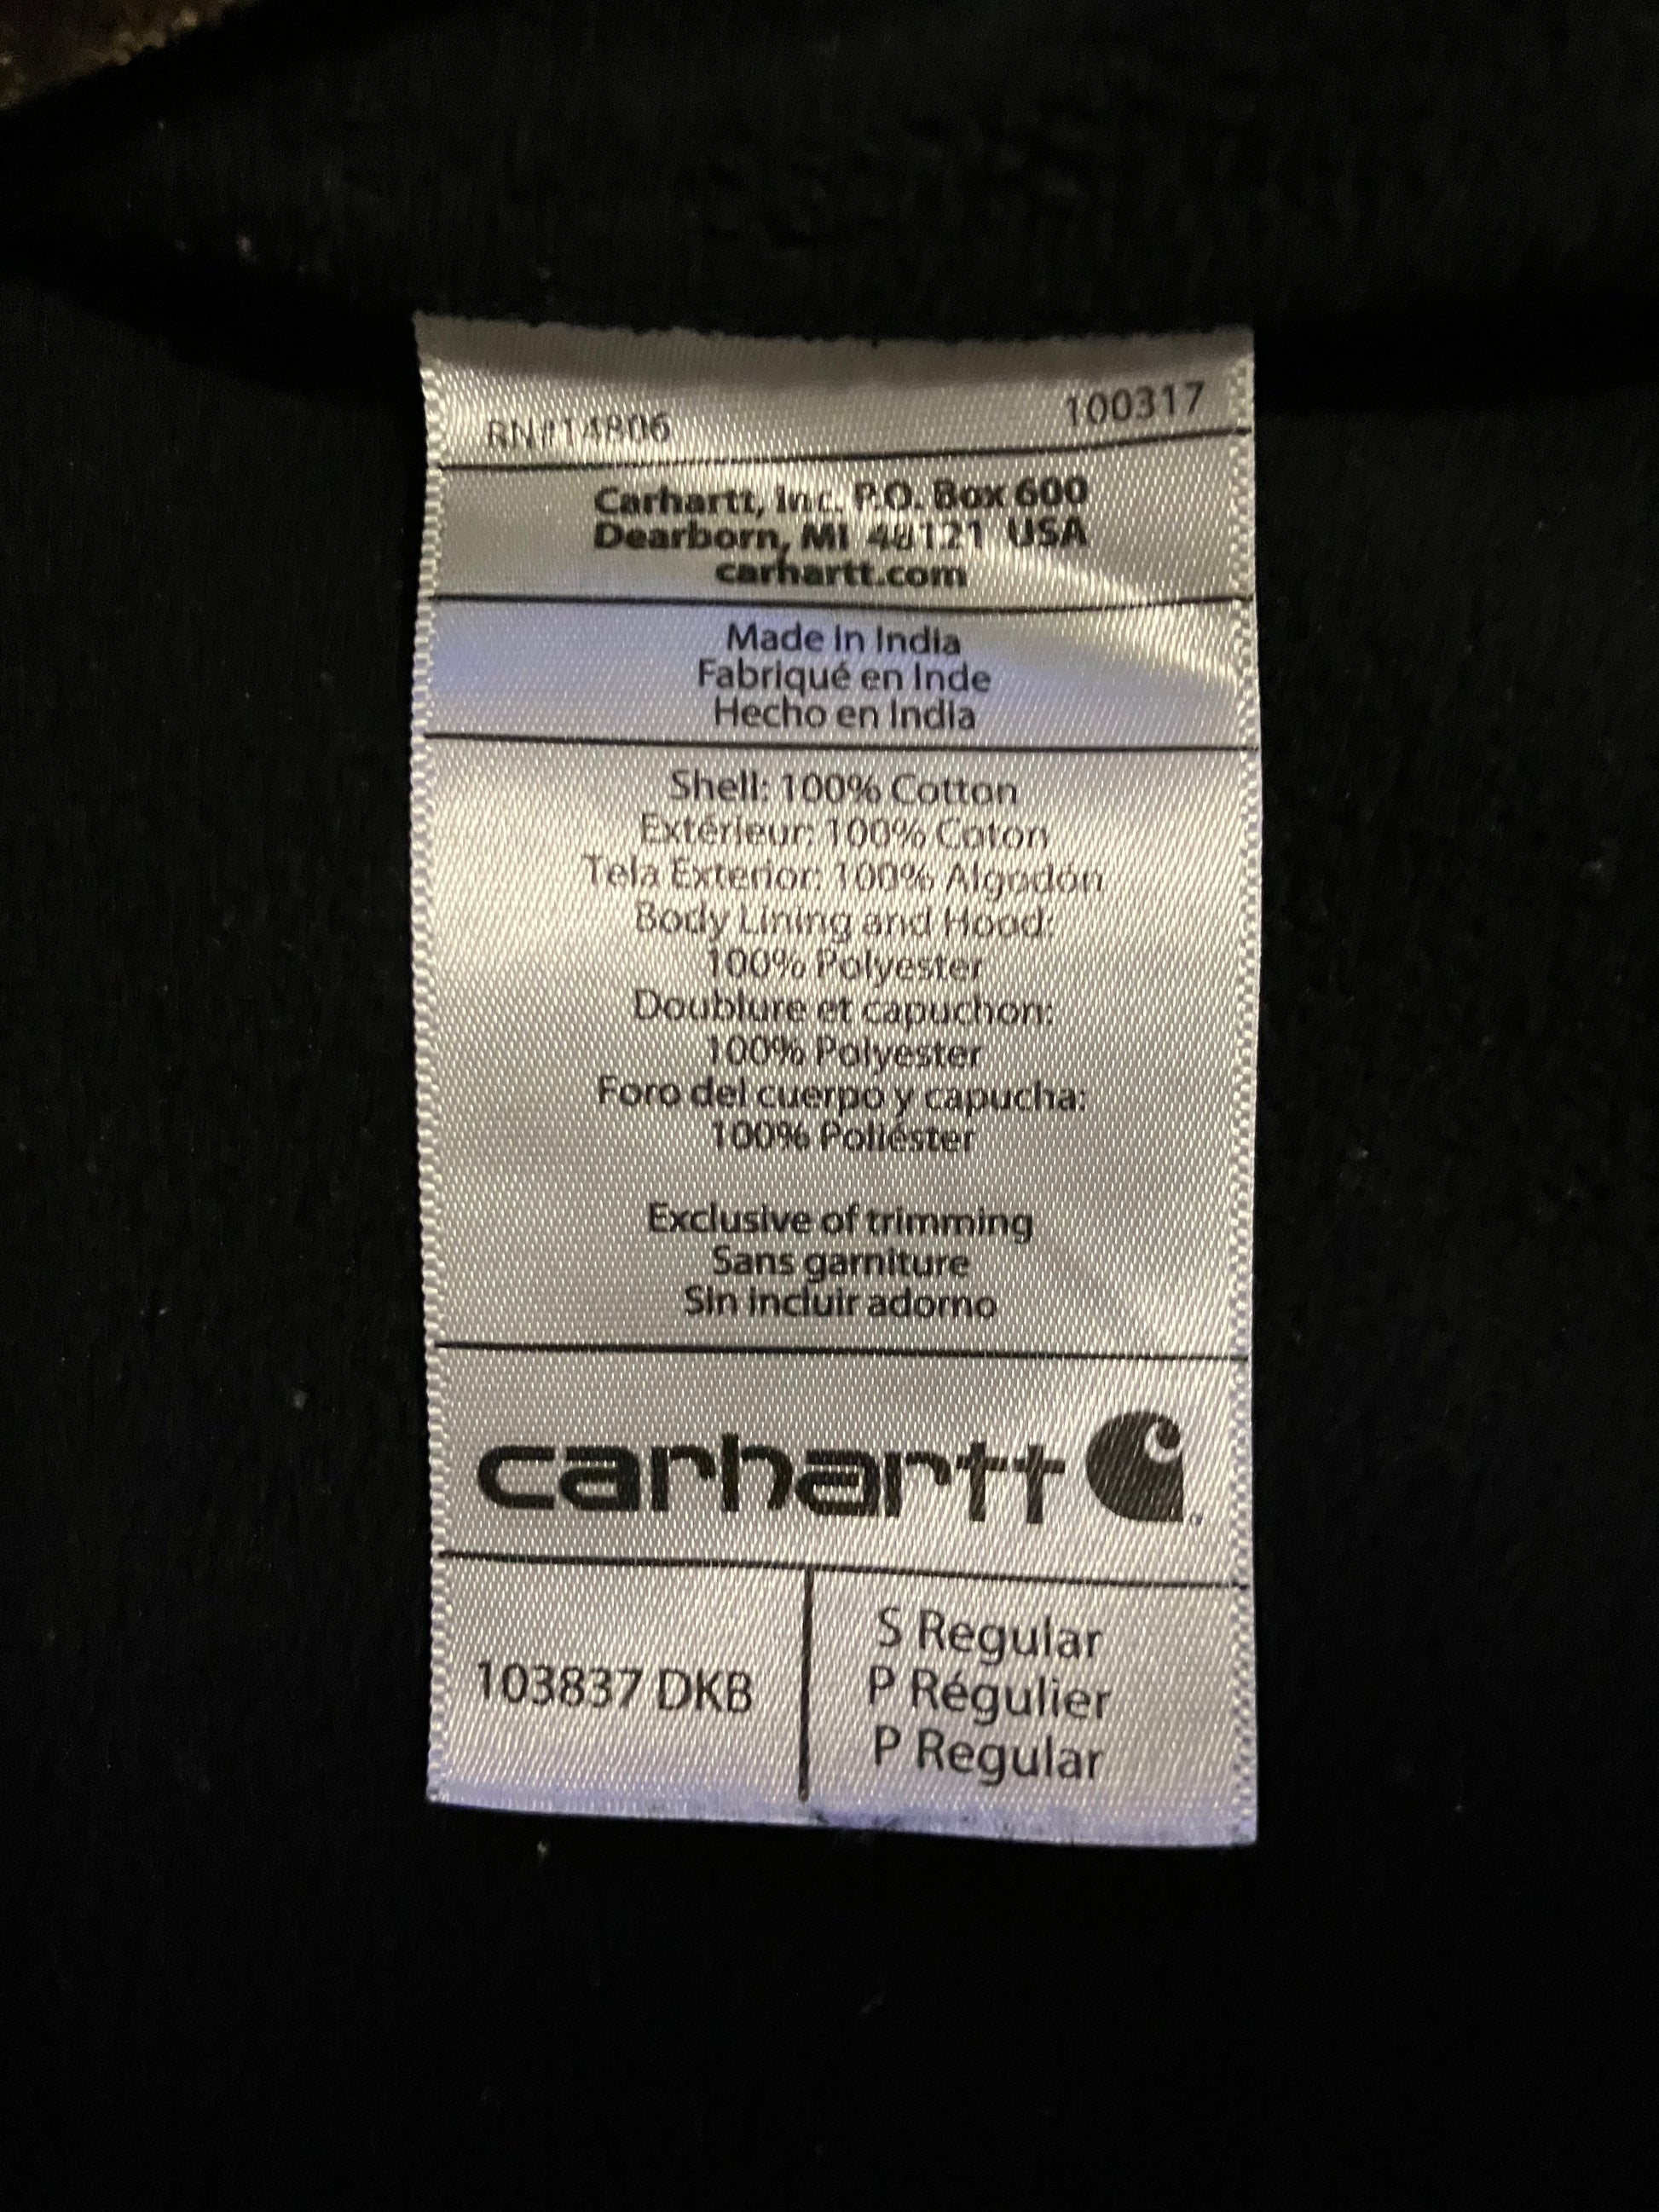 RN#14806 100317
Carhartt, Inc. P.O. Box 600
Dearborn, MI 48121 USA
carhartt.com
Made in India
Fabriqué en Inde
Hecho en India
Shell: 100% Cotton
Extérieur: 100% Coton
Tela Exterior: 100% Algodón
Body Lining and Hood:
100% Polyester
Doublure et capuchon:
100% Polyester
Foro del cuerpo y capucha:
100% Poliéster
Exclusive of trimming
Sans garniture
Sin incluir adorno
carhartt
103837 DKB
S Regular
P Régulier
P Regular